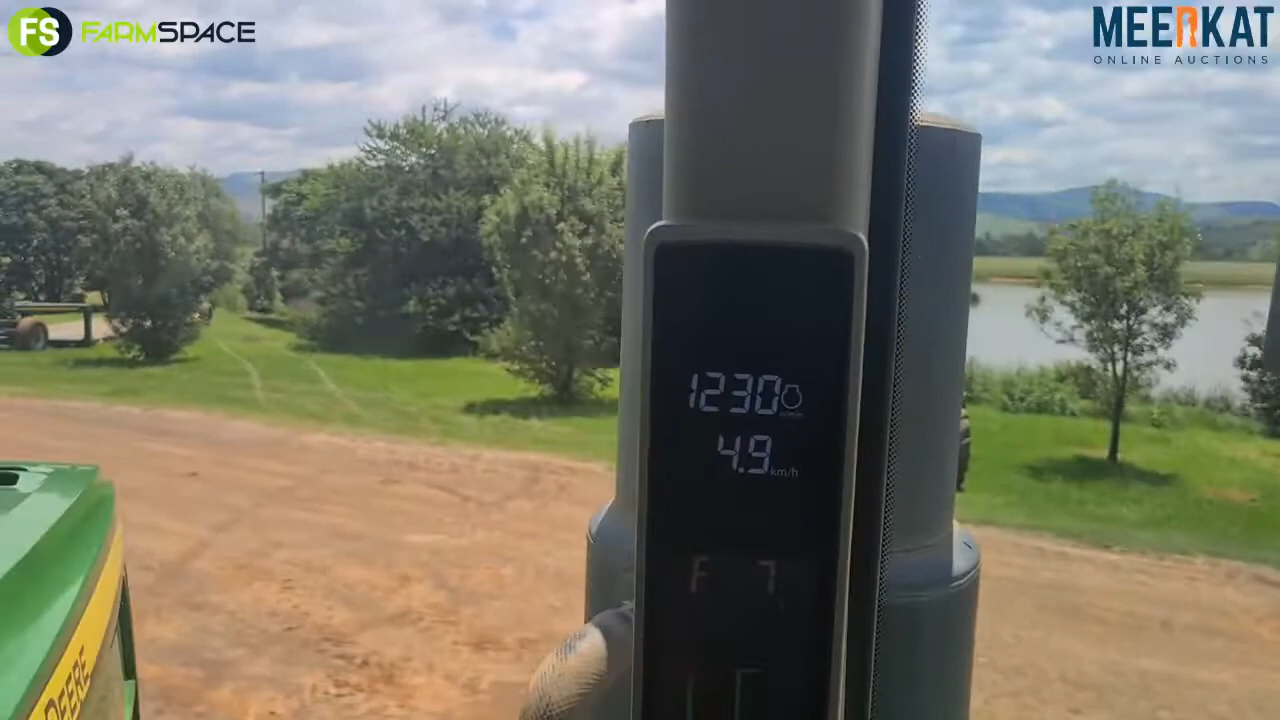 FS FARMSPACE
MEERKAT
ONLINE AUCTIONS
1230
4.9 km/h
F 7
DEERE